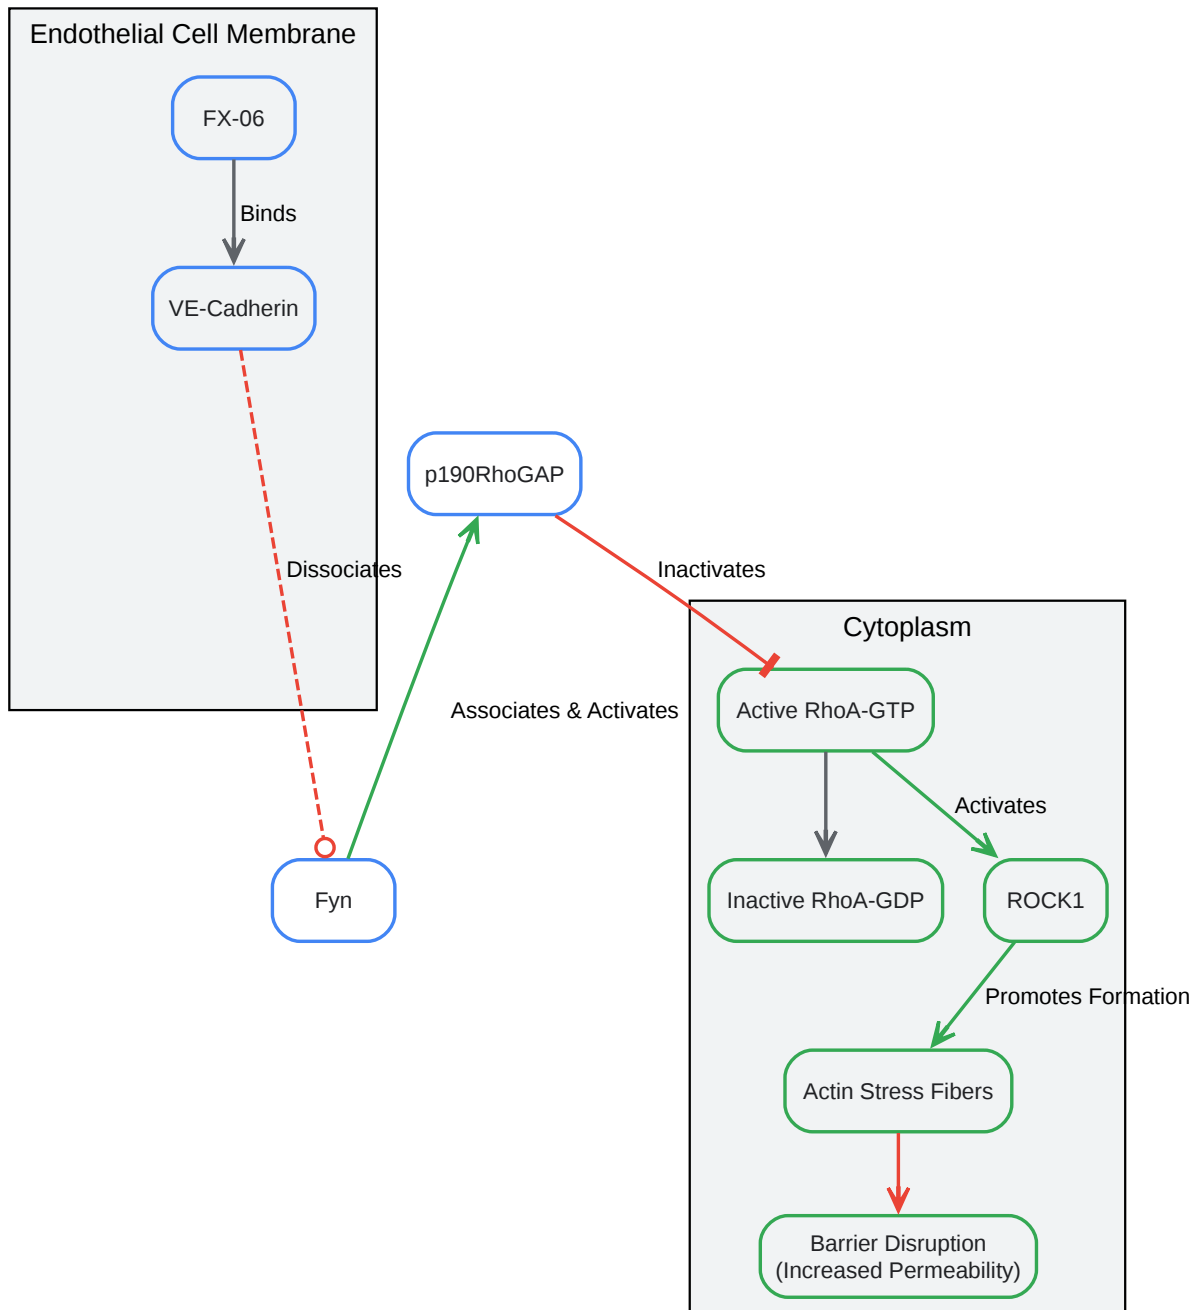 Endothelial Cell Membrane
FX-06
Binds
VE-Cadherin
p190RhoGAP
Dissociates
Inactivates
Cytoplasm
Associates & Activates
Active RhoA-GTP
Activates
Fyn
Inactive RhoA-GDP
ROCK1
Promotes Formation
Actin Stress Fibers
Barrier Disruption
(Increased Permeability)